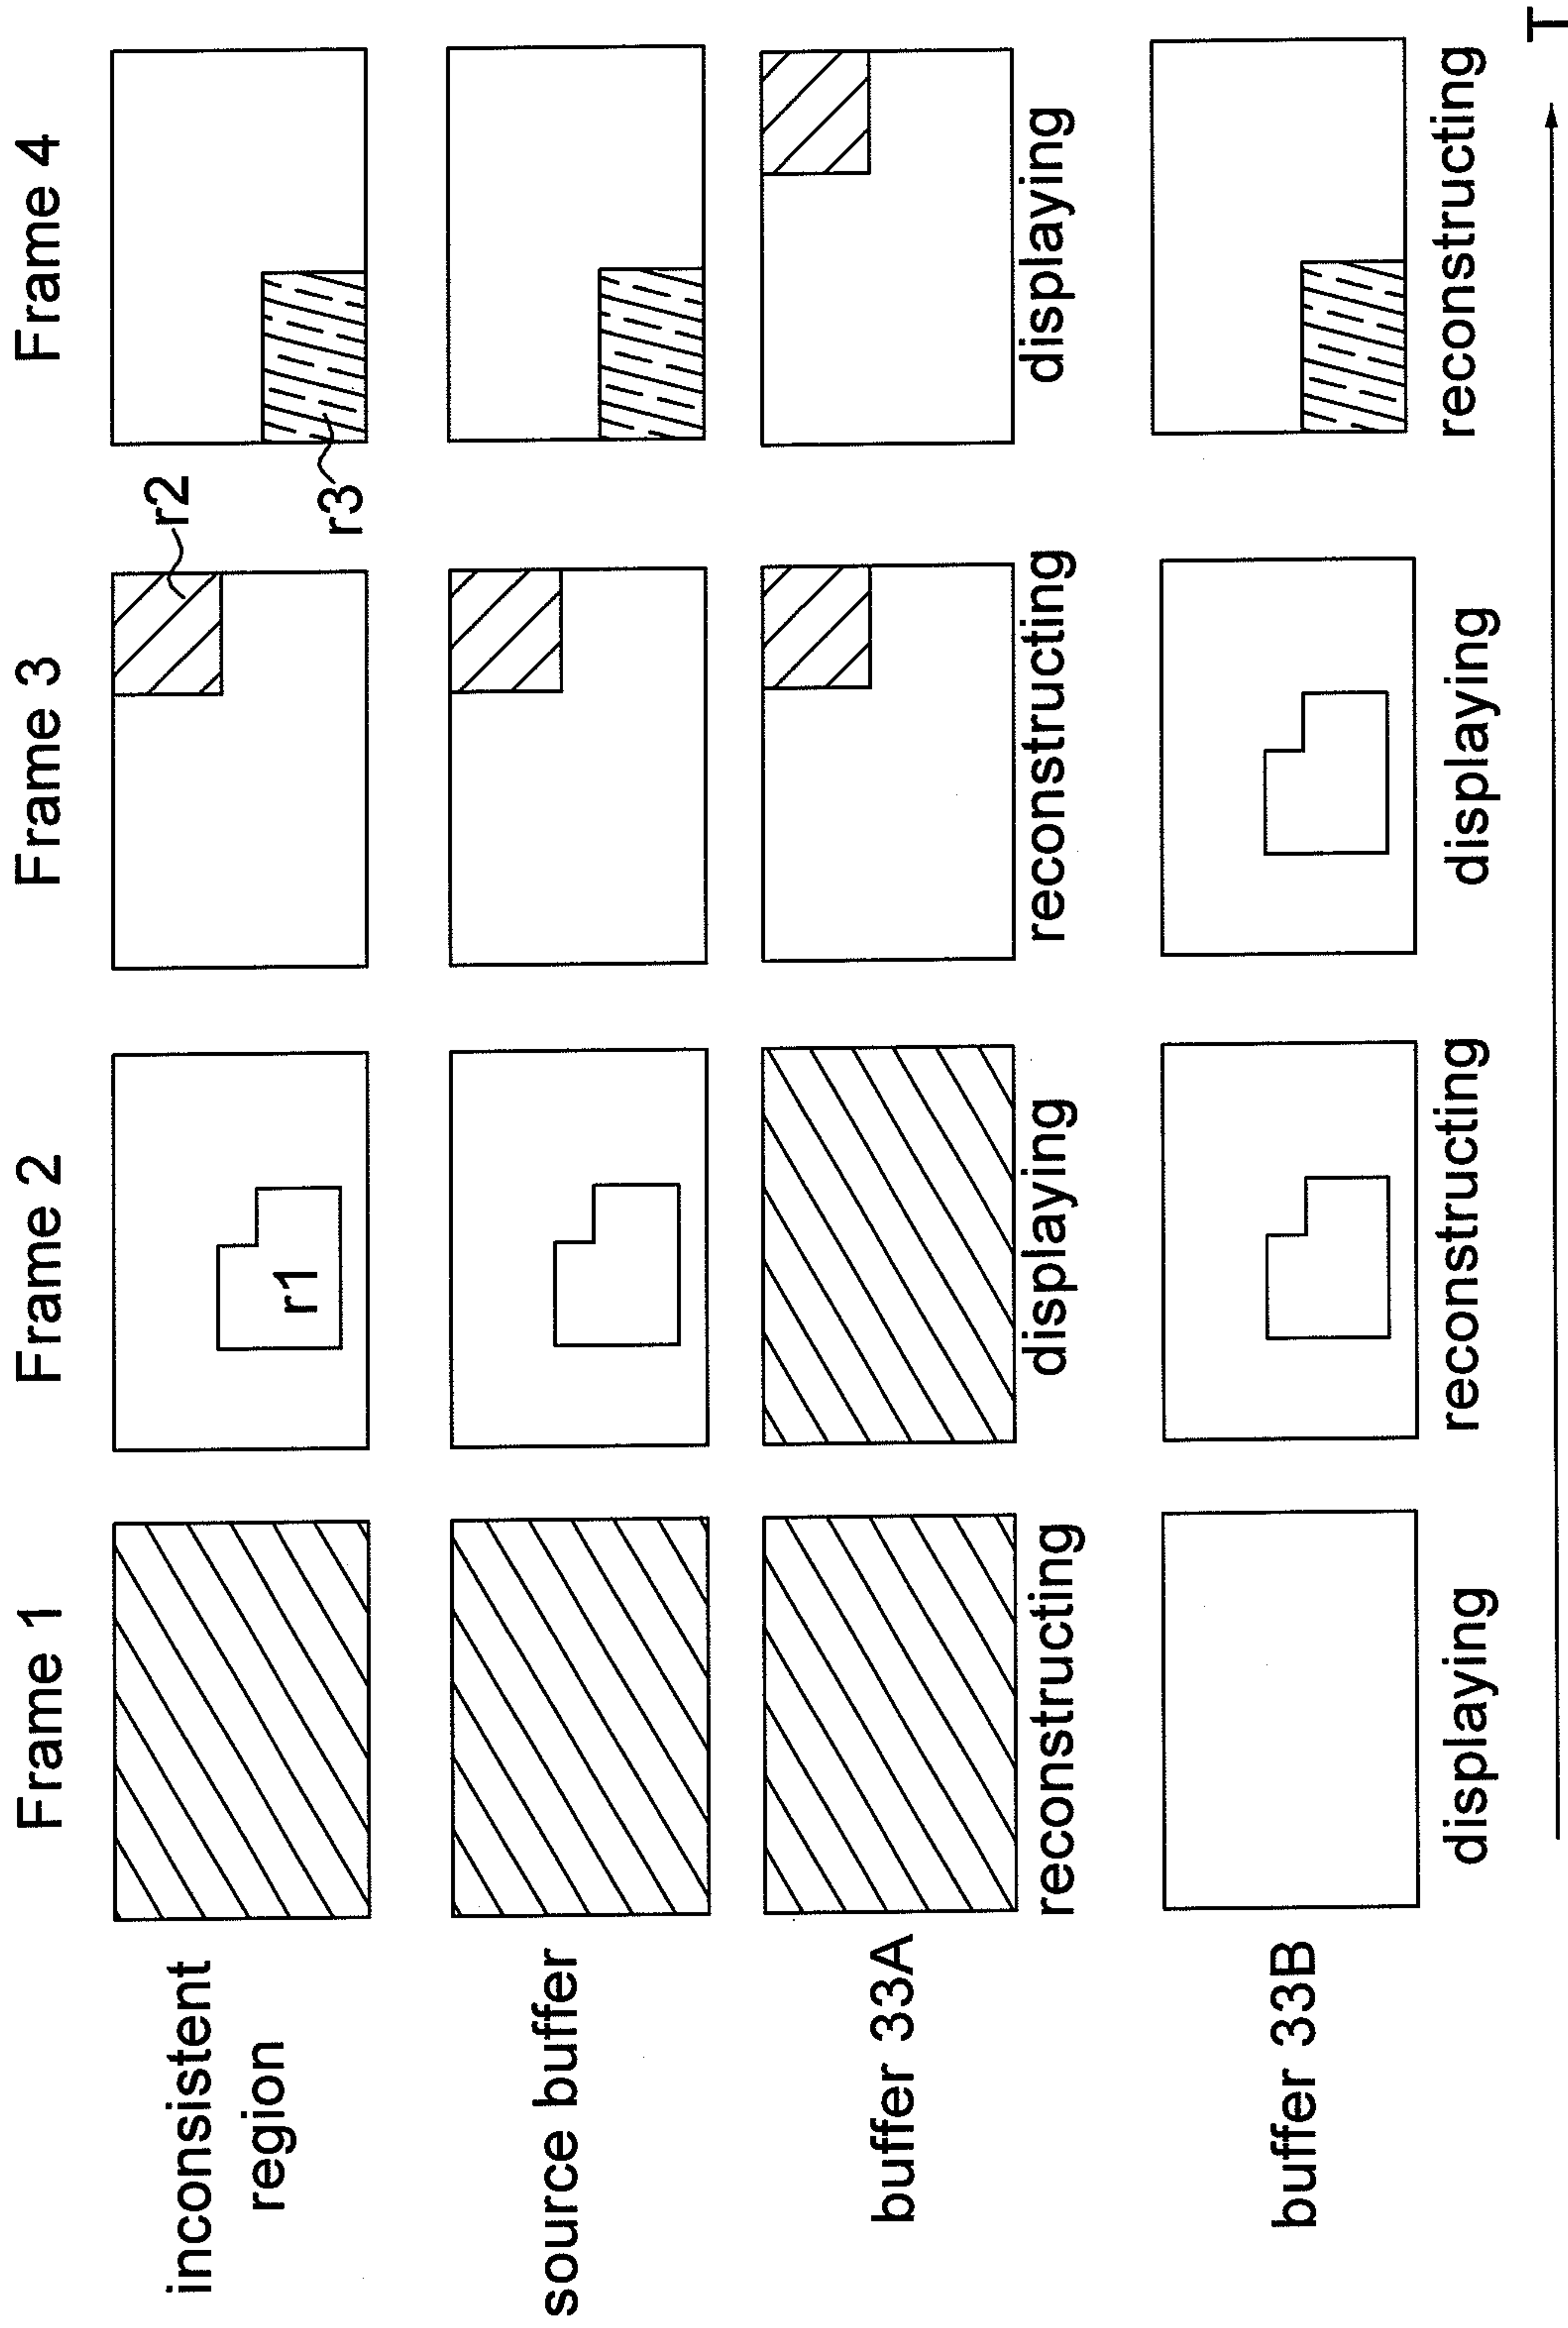 Frame 1
Frame 2
Frame 3
Frame 4
inconsistent
region
r1
r2
r3
source buffer
buffer 33A
reconstructing
displaying
reconstructing
displaying
buffer 33B
displaying
reconstructing
displaying
reconstructing
T